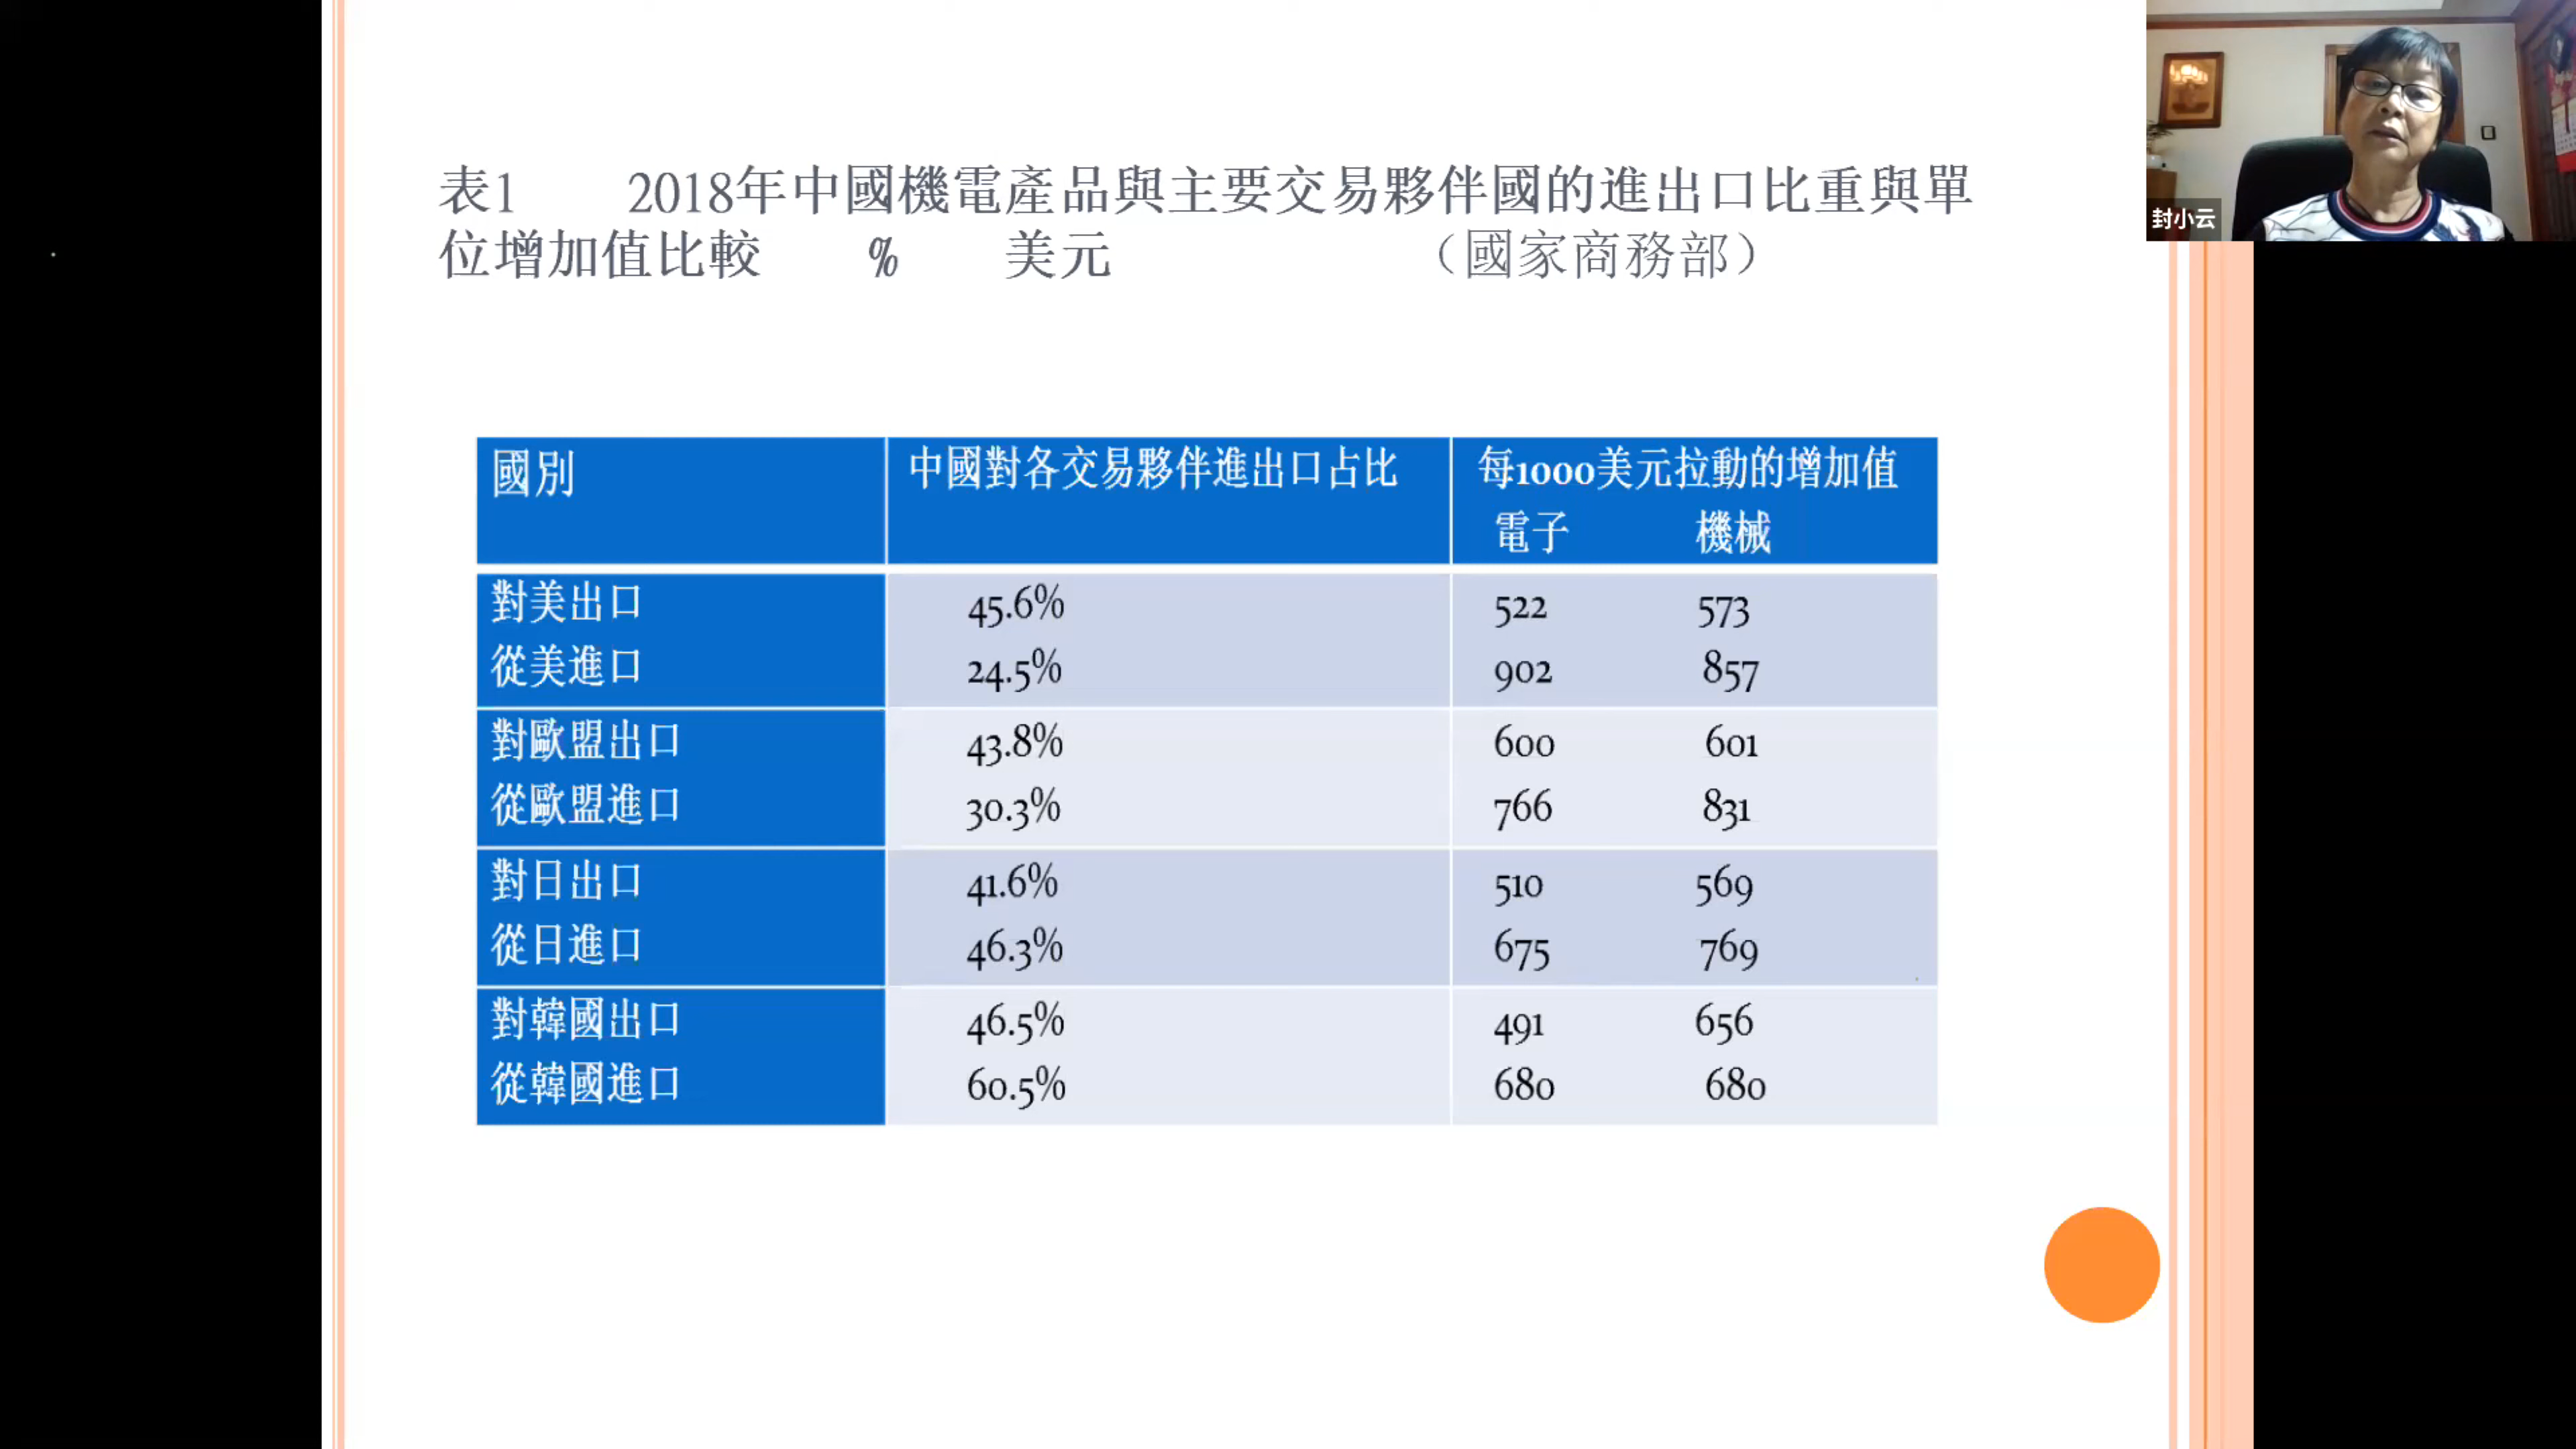 表1 2018年中國機電產品與主要交易夥伴國的進出口比重與單
位增加值比較 % 美元 （國家商務部）
封小云
國別 中國對各交易夥伴進出口占比 每1000美元拉動的增加值
電子 機械
對美出口 45.6% 522 573
從美進口 24.5% 902 857
對歐盟出口 43.8% 600 601
從歐盟進口 30.3% 766 831
對日出口 41.6% 510 569
從日進口 46.3% 675 769
對韓國出口 46.5% 491 656
從韓國進口 60.5% 680 680